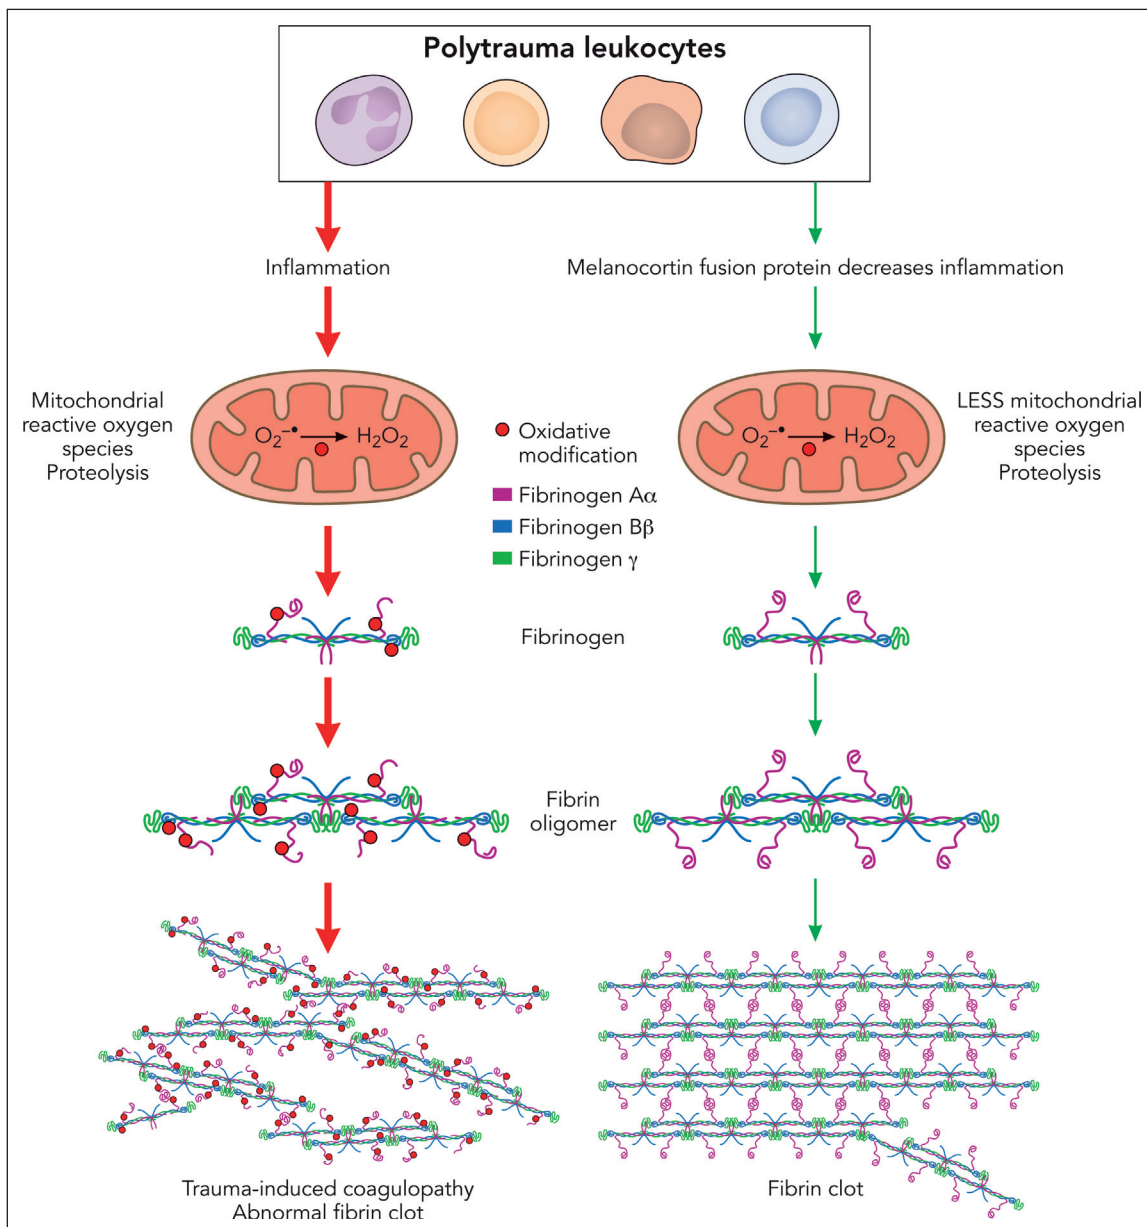 Polytrauma leukocytes
Inflammation
Melanocortin fusion protein decreases inflammation
Mitochondrial
reactive oxygen
species
Proteolysis
O₂⁻• → H₂O₂
Oxidative
modification
Fibrinogen Aα
Fibrinogen Bβ
Fibrinogen γ
O₂⁻• → H₂O₂
LESS mitochondrial
reactive oxygen
species
Proteolysis
Fibrinogen
Fibrin
oligomer
Trauma-induced coagulopathy
Abnormal fibrin clot
Fibrin clot